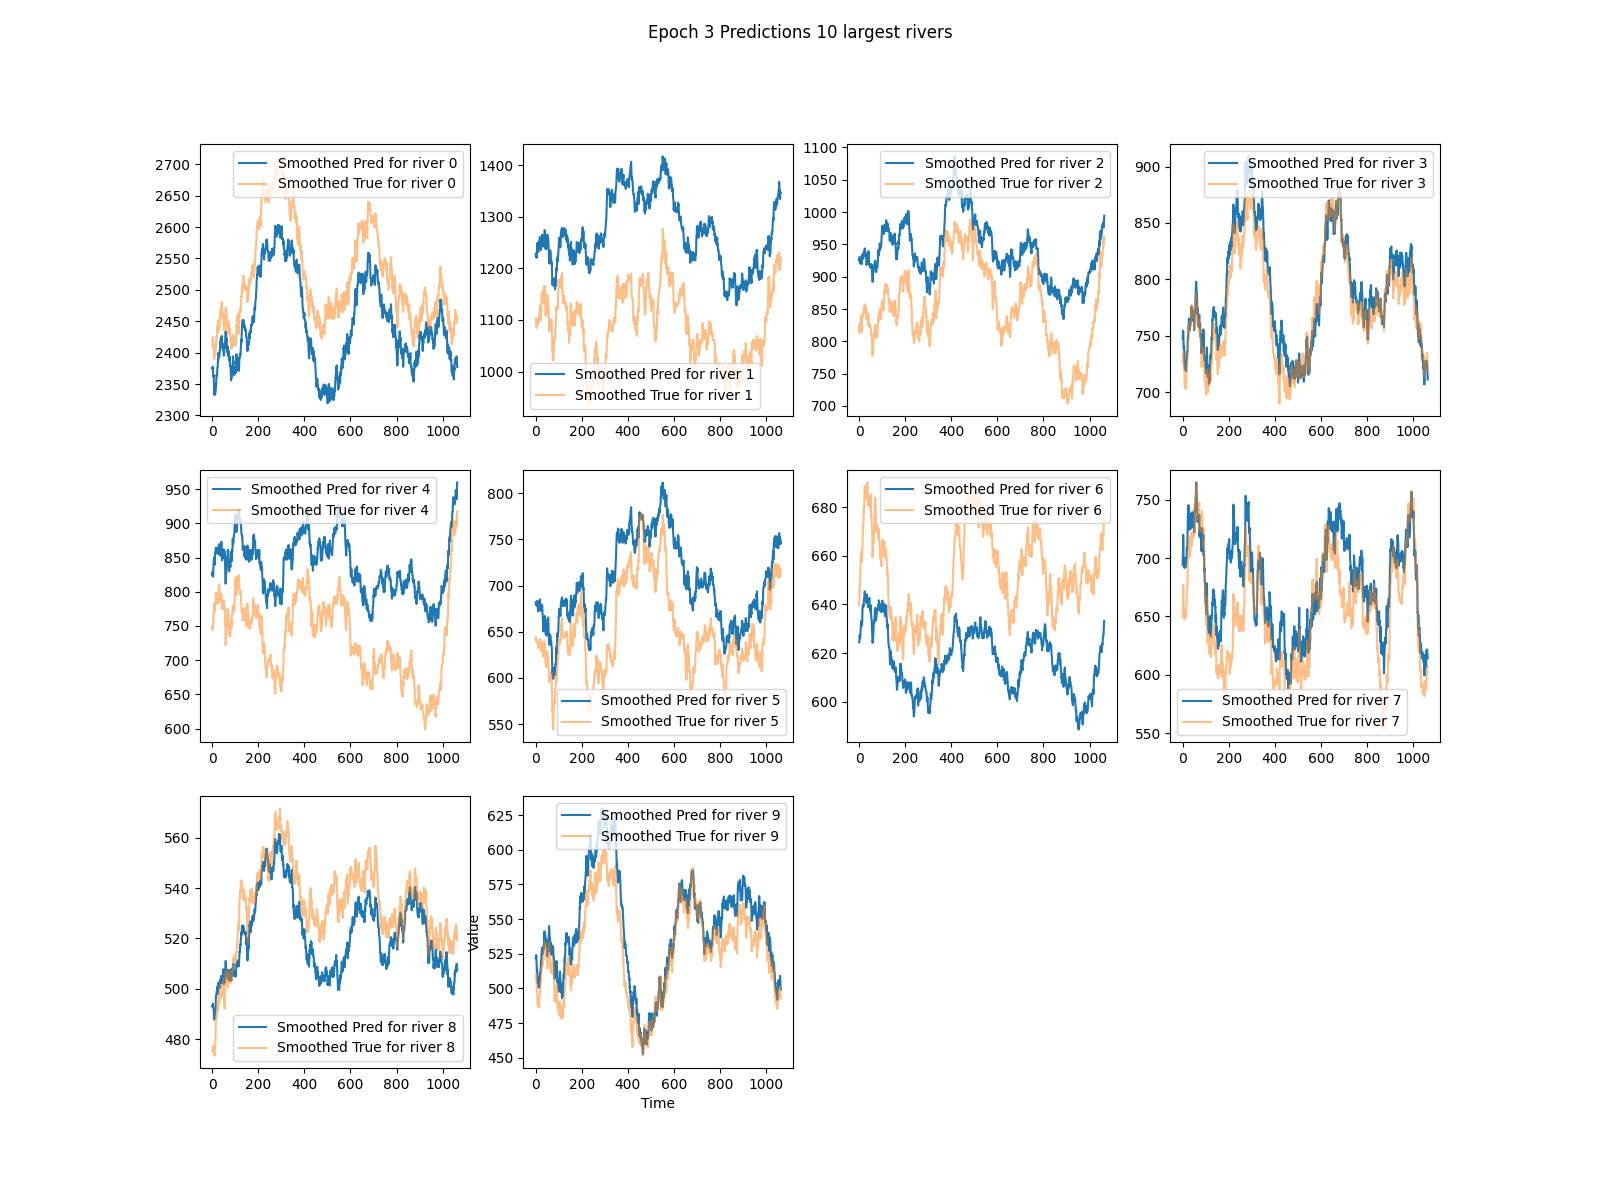 Epoch 3 Predictions 10 largest rivers
2700
2650
2600
2550
2500
2450
2400
2350
2300
Smoothed Pred for river 0
Smoothed True for river 0
0 200 400 600 800 1000
1400
1300
1200
1100
1000
Smoothed Pred for river 1
Smoothed True for river 1
0 200 400 600 800 1000
1100
1050
1000
950
900
850
800
750
700
Smoothed Pred for river 2
Smoothed True for river 2
0 200 400 600 800 1000
900
850
800
750
700
Smoothed Pred for river 3
Smoothed True for river 3
0 200 400 600 800 1000
950
900
850
800
750
700
650
600
Smoothed Pred for river 4
Smoothed True for river 4
0 200 400 600 800 1000
800
750
700
650
600
550
Smoothed Pred for river 5
Smoothed True for river 5
0 200 400 600 800 1000
680
660
640
620
600
Smoothed Pred for river 6
Smoothed True for river 6
0 200 400 600 800 1000
750
700
650
600
550
Smoothed Pred for river 7
Smoothed True for river 7
0 200 400 600 800 1000
560
540
520
500
480
Smoothed Pred for river 8
Smoothed True for river 8
0 200 400 600 800 1000
Value
625
600
575
550
525
500
475
450
Smoothed Pred for river 9
Smoothed True for river 9
0 200 400 600 800 1000
Time